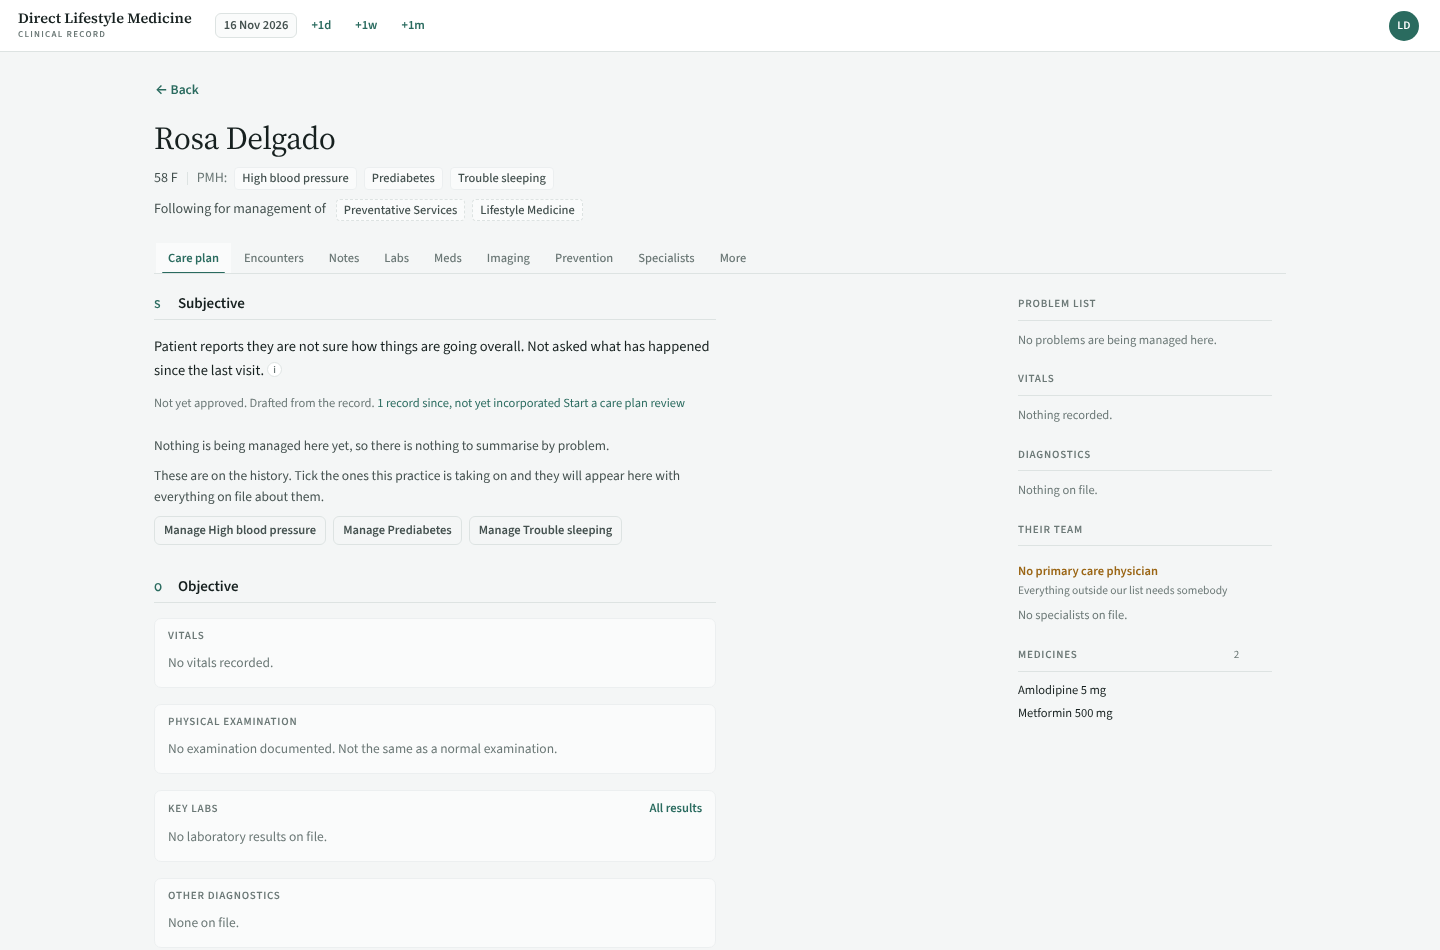 Direct Lifestyle Medicine
CLINICAL RECORD
16 Nov 2026
+1d
+1w
+1m
LD
← Back
Rosa Delgado
58 F
PMH:
High blood pressure
Prediabetes
Trouble sleeping
Following for management of
Preventative Services
Lifestyle Medicine
Care plan
Encounters
Notes
Labs
Meds
Imaging
Prevention
Specialists
More
S Subjective
Patient reports they are not sure how things are going overall. Not asked what has happened
since the last visit. i
Not yet approved. Drafted from the record. 1 record since, not yet incorporated Start a care plan review
Nothing is being managed here yet, so there is nothing to summarise by problem.
These are on the history. Tick the ones this practice is taking on and they will appear here with
everything on file about them.
Manage High blood pressure
Manage Prediabetes
Manage Trouble sleeping
O Objective
VITALS
No vitals recorded.
PHYSICAL EXAMINATION
No examination documented. Not the same as a normal examination.
KEY LABS
All results
No laboratory results on file.
OTHER DIAGNOSTICS
None on file.
PROBLEM LIST
No problems are being managed here.
VITALS
Nothing recorded.
DIAGNOSTICS
Nothing on file.
THEIR TEAM
No primary care physician
Everything outside our list needs somebody
No specialists on file.
MEDICINES 2
Amlodipine 5 mg
Metformin 500 mg